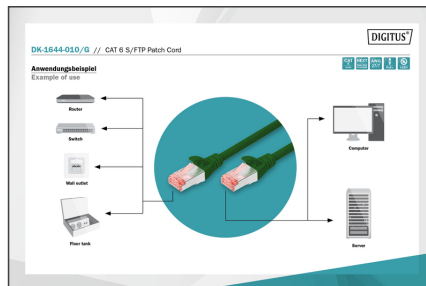 DIGITUS®
DK-1644-010/G // CAT 6 S/FTP Patch Cord
Anwendungsbeispiel
Example of use
Router
Switch
Wall outlet
Floor tank
Computer
Server